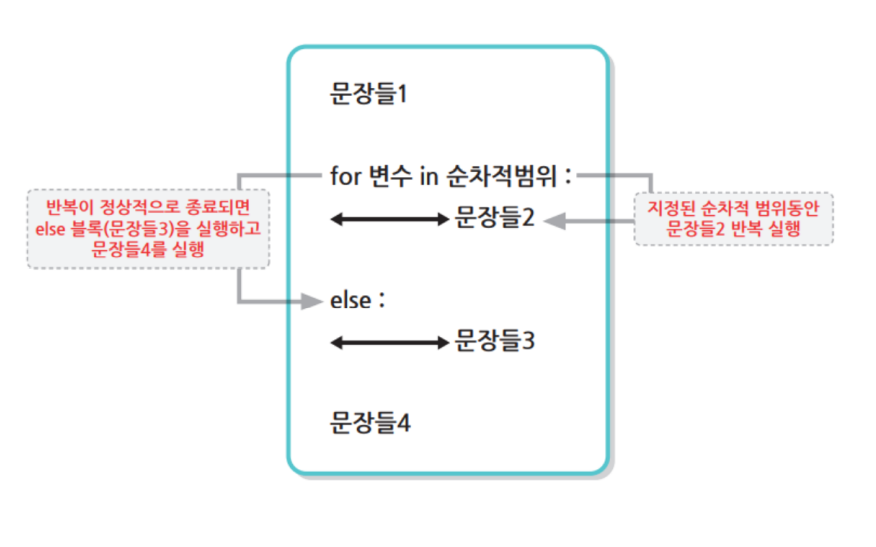 문장들1
for 변수 in 순차적범위 :
반복이 정상적으로 종료되면
else 블록(문장들3)을 실행하고
문장들4를 실행
문장들2
지정된 순차적 범위동안
문장들2 반복 실행
else :
문장들3
문장들4